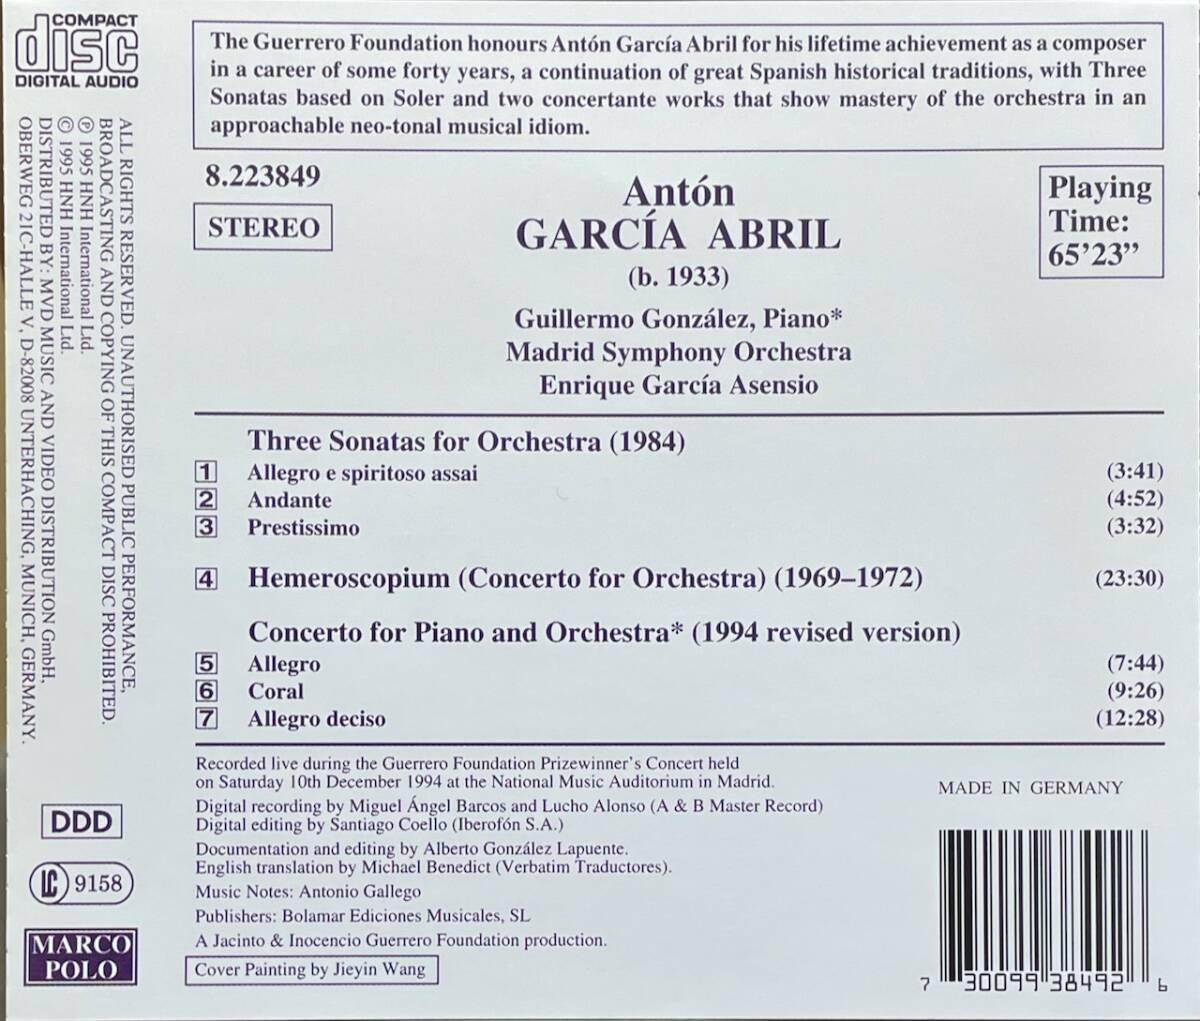 COMPACT
disc
DIGITAL AUDIO
The Guerrero Foundation honours Antón García Abril for his lifetime achievement as a composer
in a career of some forty years, a continuation of great Spanish historical traditions, with Three
Sonatas based on Soler and two concertante works that show mastery of the orchestra in an
approachable neo-tonal musical idiom.
8.223849
STEREO
Antón
GARCÍA ABRIL
(b. 1933)
Playing
Time:
65’23”
Guillermo González, Piano*
Madrid Symphony Orchestra
Enrique García Asensio
Three Sonatas for Orchestra (1984)
1 Allegro e spiritoso assai (3:41)
2 Andante (4:52)
3 Prestissimo (3:32)
4 Hemeroscopium (Concerto for Orchestra) (1969–1972) (23:30)
Concerto for Piano and Orchestra* (1994 revised version)
5 Allegro (7:44)
6 Coral (9:26)
7 Allegro deciso (12:28)
Recorded live during the Guerrero Foundation Prizewinner’s Concert held
on Saturday 10th December 1994 at the National Music Auditorium in Madrid.
Digital recording by Miguel Ángel Barcos and Lucho Alonso (A & B Master Record)
Digital editing by Santiago Coello (Iberofón S.A.)
Documentation and editing by Alberto González Lapuente.
English translation by Michael Benedict (Verbatim Traductores).
Music Notes: Antonio Gallego
Publishers: Bolamar Ediciones Musicales, SL
A Jacinto & Inocencio Guerrero Foundation production.
Cover Painting by Jieyin Wang
MADE IN GERMANY
7 30099 38492 6
ALL RIGHTS RESERVED. UNAUTHORISED PUBLIC PERFORMANCE,
BROADCASTING AND COPYING OF THIS COMPACT DISC PROHIBITED.
℗ 1995 HNH International Ltd.
© 1995 HNH International Ltd.
DISTRIBUTED BY: MVD MUSIC AND VIDEO DISTRIBUTION GmbH,
OBERWEG 21C-HALLE V, D-82008 UNTERHACHING, MUNICH, GERMANY.
DDD
LC 9158
MARCO
POLO